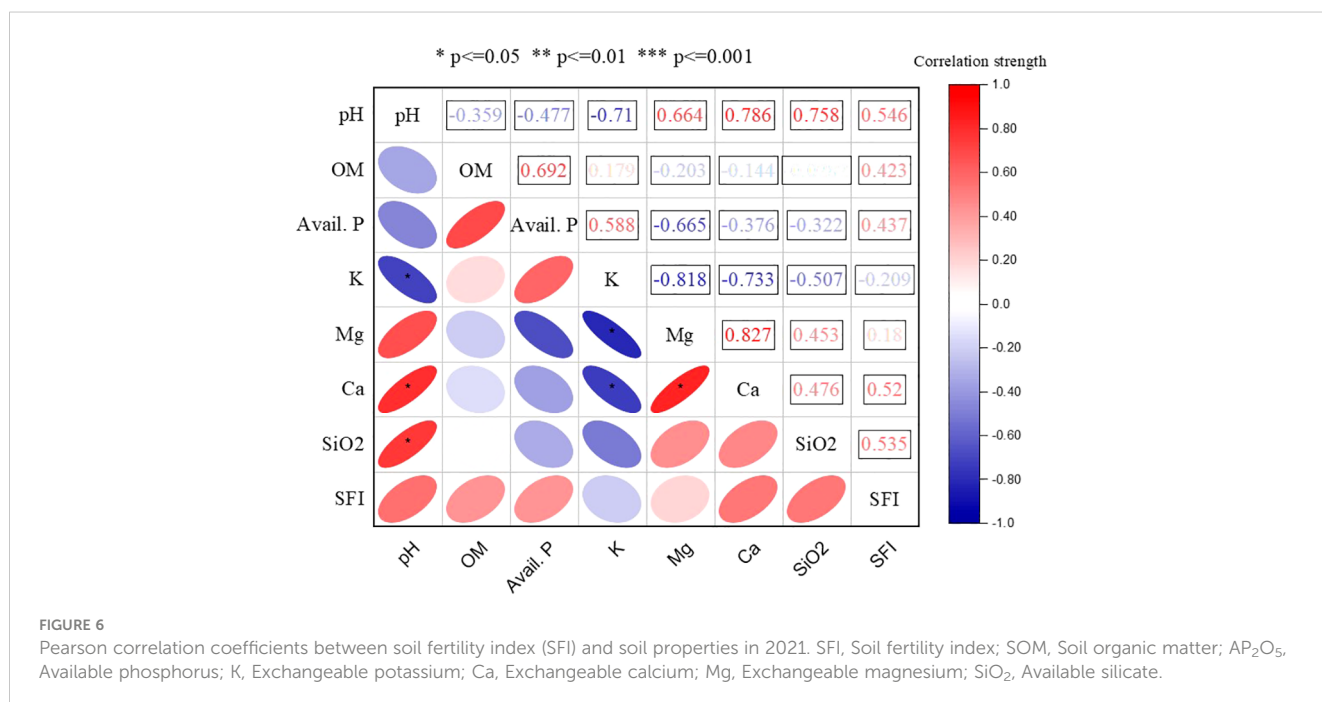 * p<=0.05 ** p<=0.01 *** p<=0.001
Correlation strength
pH pH -0.359 -0.477 -0.71 0.664 0.786 0.758 0.546
OM OM 0.692 0.179 -0.203 -0.144 0.423
Avail. P Avail. P 0.588 -0.665 -0.376 -0.322 0.437
K * K -0.818 -0.733 -0.507 -0.209
Mg * Mg 0.827 0.453 0.18
Ca * * * Ca 0.476 0.52
SiO2 * SiO2 0.535
SFI SFI
pH OM Avail. P K Mg Ca SiO2 SFI
1.0
0.80
0.60
0.40
0.20
0.0
-0.20
-0.40
-0.60
-0.80
-1.0
FIGURE 6
Pearson correlation coefficients between soil fertility index (SFI) and soil properties in 2021. SFI, Soil fertility index; SOM, Soil organic matter; AP₂O₅,
Available phosphorus; K, Exchangeable potassium; Ca, Exchangeable calcium; Mg, Exchangeable magnesium; SiO₂, Available silicate.